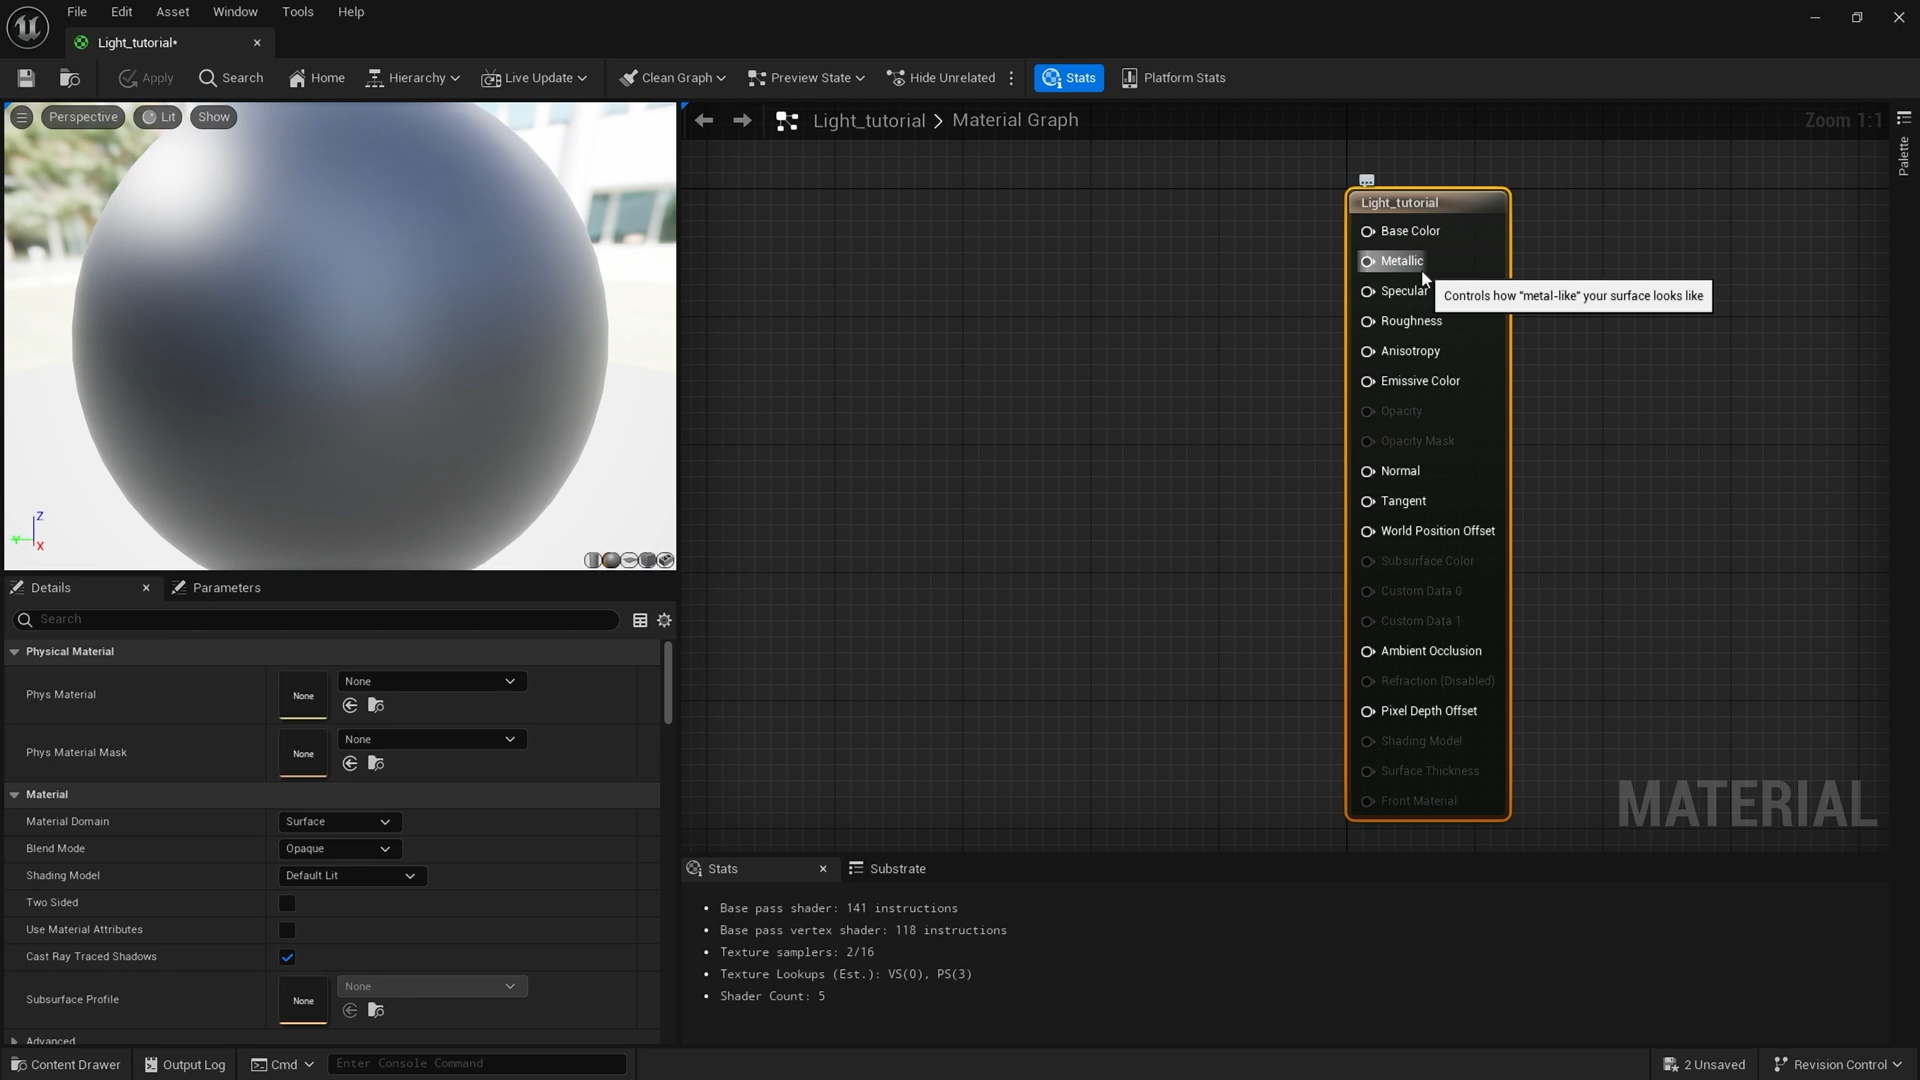 File Edit Asset Window Tools Help
Light_tutorial*
Apply Search Home Hierarchy Live Update Clean Graph Preview State Hide Unrelated Stats Platform Stats
Perspective Lit Show
Light_tutorial > Material Graph
Zoom 1:1
Palette
Light_tutorial
Base Color
Metallic
Controls how "metal-like" your surface looks like
Specular
Roughness
Anisotropy
Emissive Color
Opacity
Opacity Mask
Normal
Tangent
World Position Offset
Subsurface Color
Custom Data 0
Custom Data 1
Ambient Occlusion
Refraction (Disabled)
Pixel Depth Offset
Shading Model
Surface Thickness
Front Material
MATERIAL
Z
Y
X
Details Parameters
Search
Physical Material
Phys Material None None
Phys Material Mask None None
Material
Material Domain Surface
Blend Mode Opaque
Shading Model Default Lit
Two Sided
Use Material Attributes
Cast Ray Traced Shadows
Subsurface Profile None None
Advanced
Stats Substrate
• Base pass shader: 141 instructions
• Base pass vertex shader: 118 instructions
• Texture samplers: 2/16
• Texture Lookups (Est.): VS(0), PS(3)
• Shader Count: 5
Content Drawer Output Log Cmd Enter Console Command 2 Unsaved Revision Control